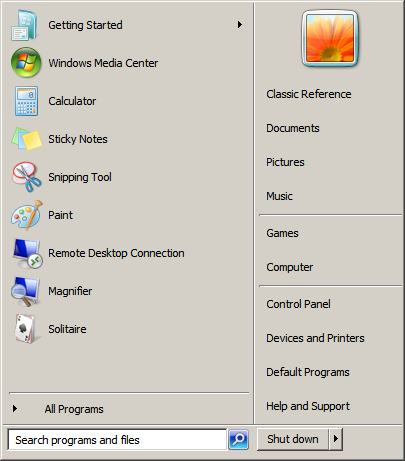 Getting Started
Windows Media Center
Calculator
Sticky Notes
Snipping Tool
Paint
Remote Desktop Connection
Magnifier
Solitaire
All Programs
Search programs and files
Classic Reference
Documents
Pictures
Music
Games
Computer
Control Panel
Devices and Printers
Default Programs
Help and Support
Shut down